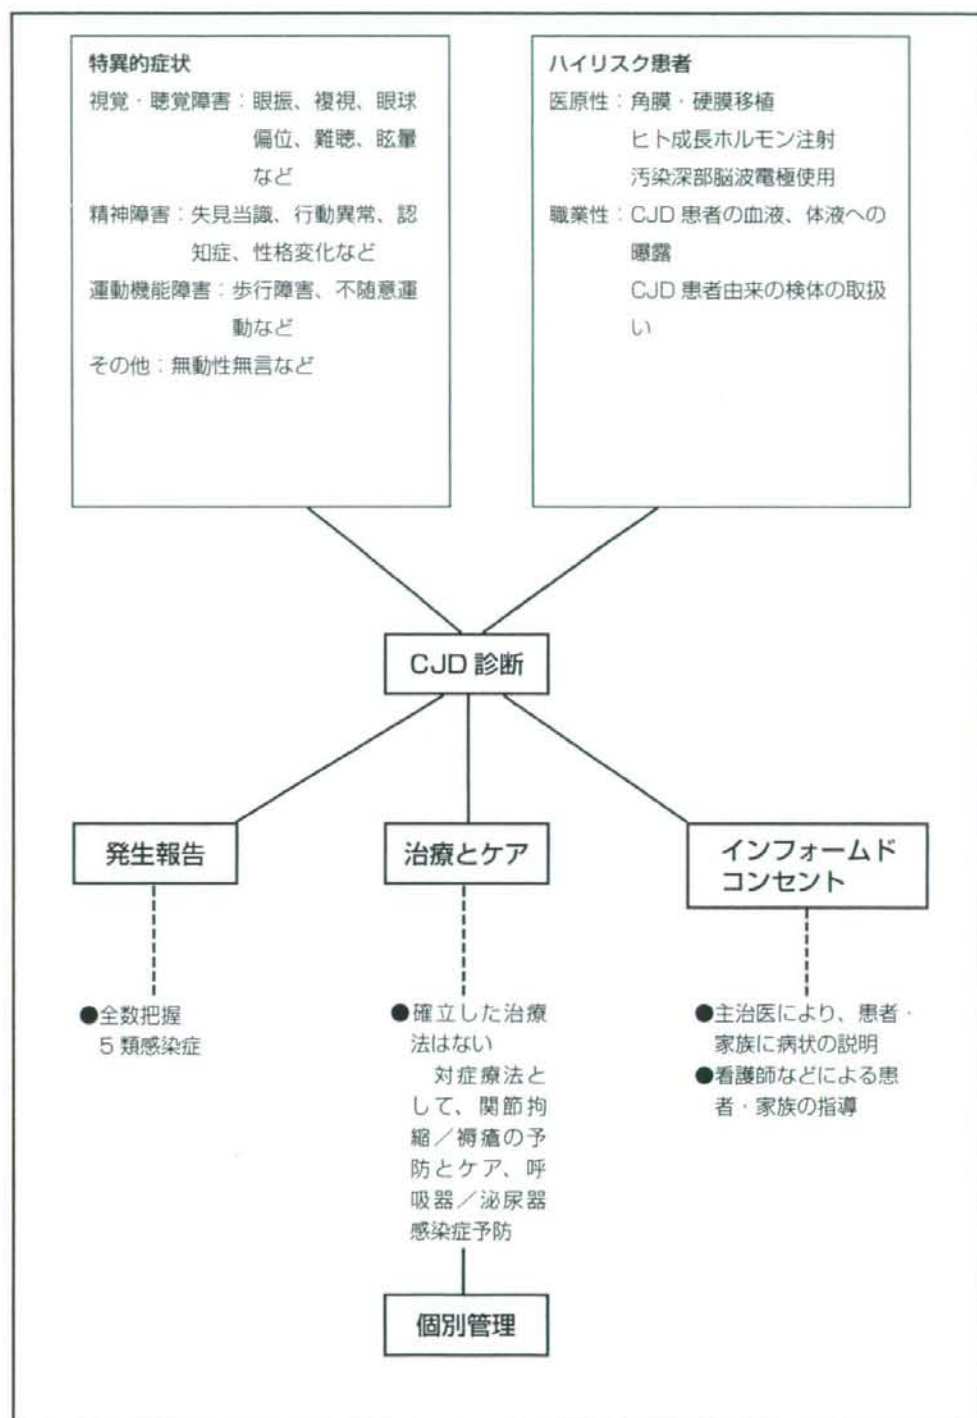 特異的症状
視覚・聴覚障害：眼振、複視、眼球
偏位、難聴、眩暈
など
精神障害：失見当識、行動異常、認
知症、性格変化など
運動機能障害：歩行障害、不随意運
動など
その他：無動性無言など
ハイリスク患者
医原性：角膜・硬膜移植
ヒト成長ホルモン注射
汚染深部脳波電極使用
職業性：CJD 患者の血液、体液への
曝露
CJD 患者由来の検体の取扱
い
CJD 診断
発生報告
治療とケア
インフォームド
コンセント
●全数把握
5 類感染症
●確立した治療
法はない
対症療法と
して、関節拘
縮／褥瘡の予
防とケア、呼
吸器／泌尿器
感染症予防
●主治医により、患者・
家族に病状の説明
●看護師などによる患
者・家族の指導
個別管理